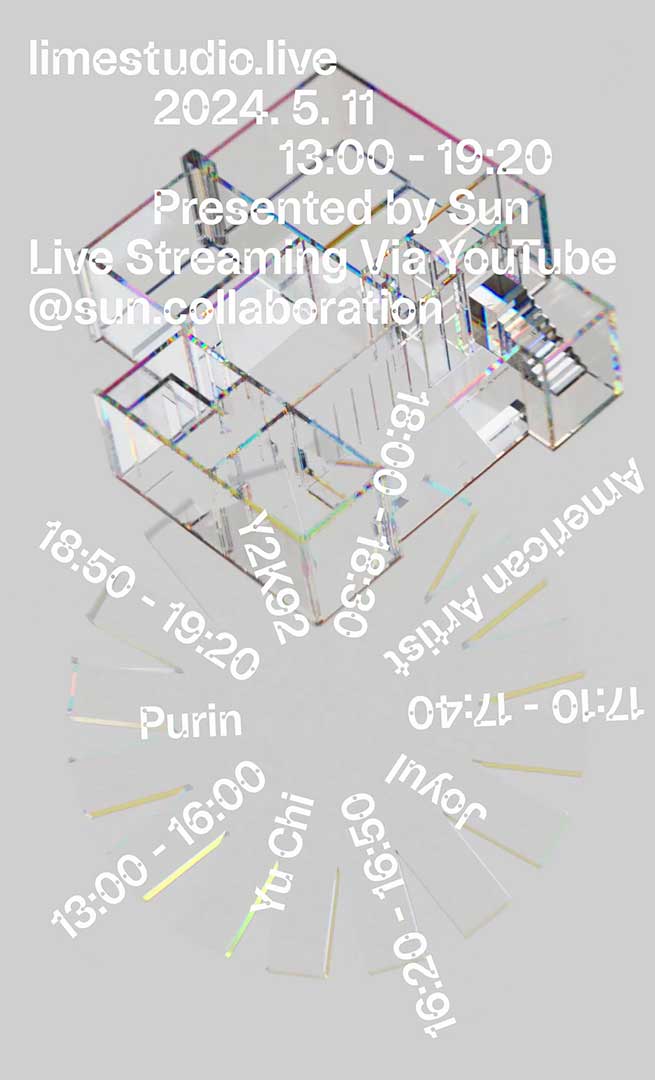 limestudio.live
2024. 5. 11
13:00 - 19:20
Presented by Sun
Live Streaming Via YouTube
@sun.collaboration
Purin
13:00 - 16:00
Yu Chi
16:20 - 16:50
Joyul
17:10 - 17:40
American Artist
18:00 - 18:30
Y2K92
18:50 - 19:20